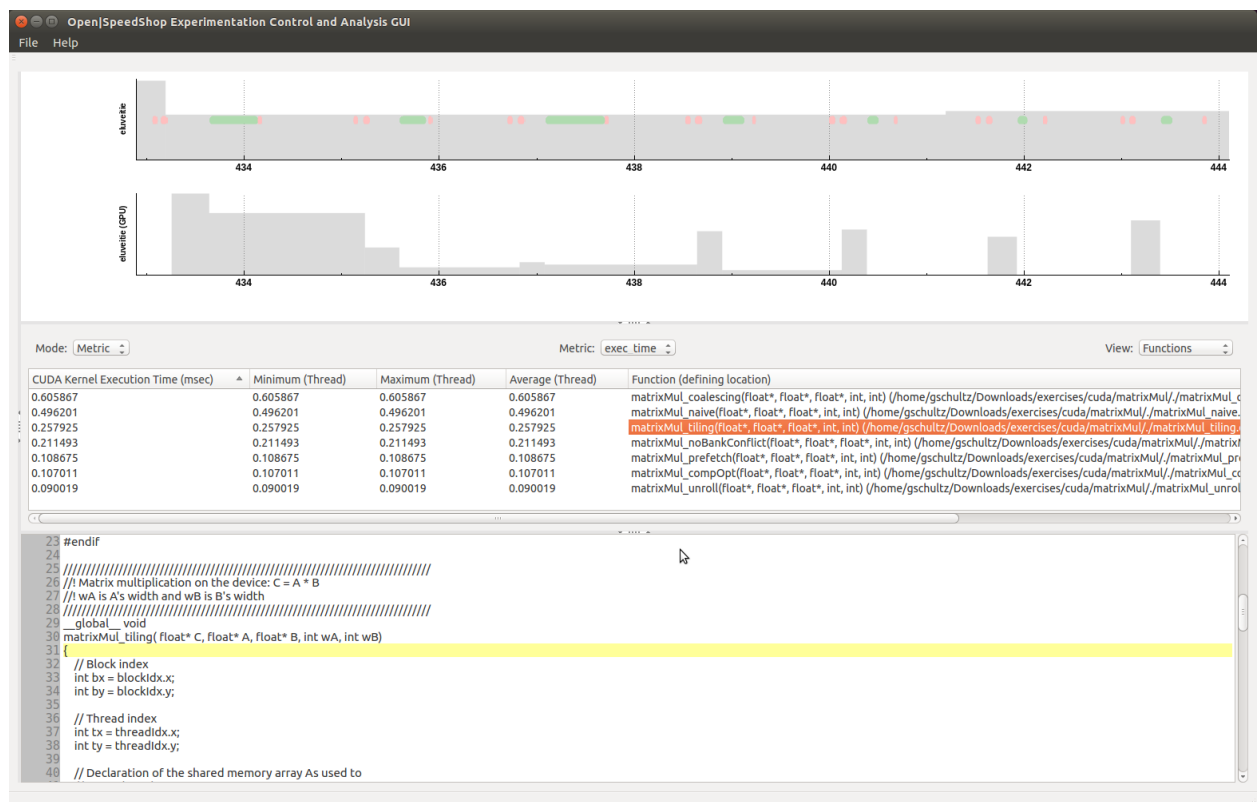 Open|SpeedShop Experimentation Control and Analysis GUI
File Help
eluveitie
434 436 438 440 442 444
eluveitie (GPU)
434 436 438 440 442 444
Mode: Metric Metric: exec_time View: Functions
CUDA Kernel Execution Time (msec) Minimum (Thread) Maximum (Thread) Average (Thread) Function (defining location)
0.605867 0.605867 0.605867 0.605867 matrixMul_coalescing(float*, float*, float*, int, int) (/home/gschultz/Downloads/exercises/cuda/matrixMul/./matrixMul_c
0.496201 0.496201 0.496201 0.496201 matrixMul_naive(float*, float*, float*, int, int) (/home/gschultz/Downloads/exercises/cuda/matrixMul/./matrixMul_naive.
0.257925 0.257925 0.257925 0.257925 matrixMul_tiling(float*, float*, float*, int, int) (/home/gschultz/Downloads/exercises/cuda/matrixMul/./matrixMul_tiling.
0.211493 0.211493 0.211493 0.211493 matrixMul_noBankConflict(float*, float*, float*, int, int) (/home/gschultz/Downloads/exercises/cuda/matrixMul/./matrixM
0.108675 0.108675 0.108675 0.108675 matrixMul_prefetch(float*, float*, float*, int, int) (/home/gschultz/Downloads/exercises/cuda/matrixMul/./matrixMul_pr
0.107011 0.107011 0.107011 0.107011 matrixMul_compOpt(float*, float*, float*, int, int) (/home/gschultz/Downloads/exercises/cuda/matrixMul/./matrixMul_co
0.090019 0.090019 0.090019 0.090019 matrixMul_unroll(float*, float*, float*, int, int) (/home/gschultz/Downloads/exercises/cuda/matrixMul/./matrixMul_unrol
23 #endif
24
25 ////////////////////////////////////////////////////////////////////////////////
26 //! Matrix multiplication on the device: C = A * B
27 //! wA is A's width and wB is B's width
28 ////////////////////////////////////////////////////////////////////////////////
29 __global__ void
30 matrixMul_tiling( float* C, float* A, float* B, int wA, int wB)
31 {
32 // Block index
33 int bx = blockIdx.x;
34 int by = blockIdx.y;
35
36 // Thread index
37 int tx = threadIdx.x;
38 int ty = threadIdx.y;
39
40 // Declaration of the shared memory array As used to